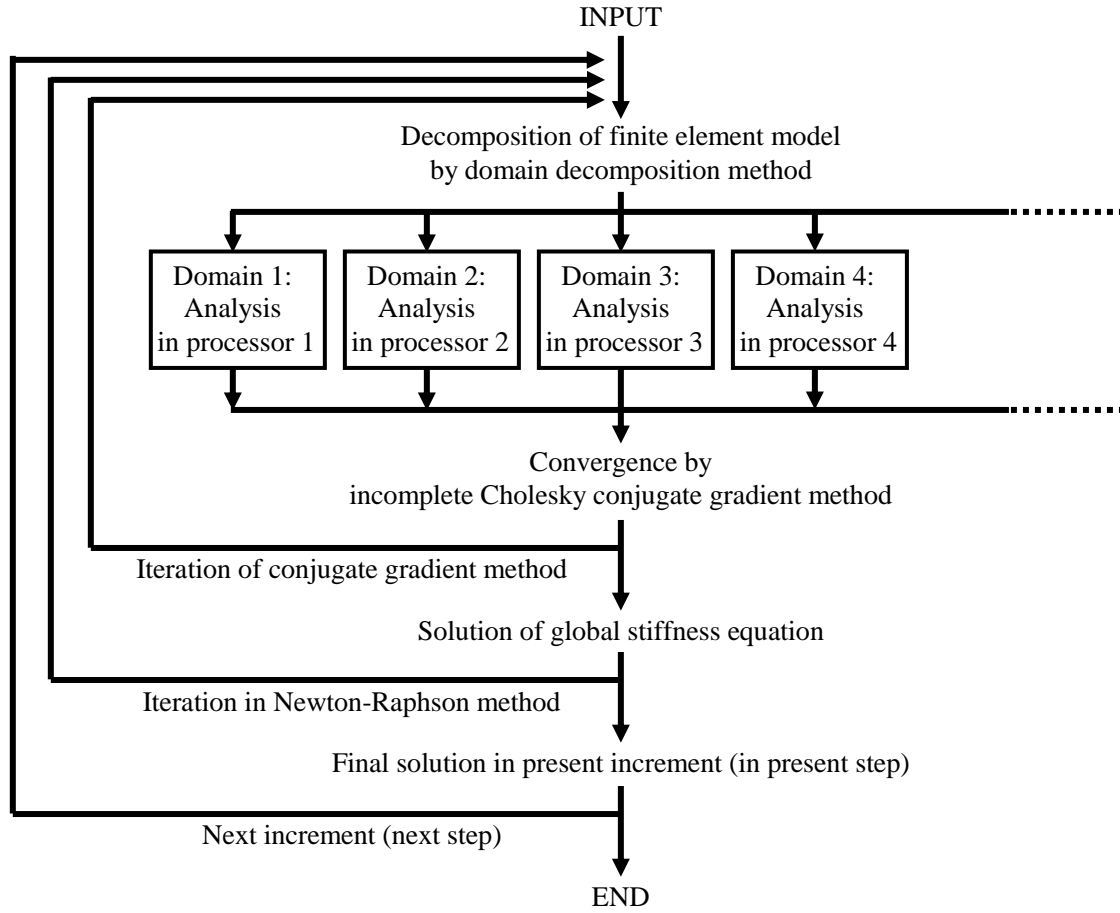 INPUT
Decomposition of finite element model
by domain decomposition method
Domain 1:
Analysis
in processor 1
Domain 2:
Analysis
in processor 2
Domain 3:
Analysis
in processor 3
Domain 4:
Analysis
in processor 4
Convergence by
incomplete Cholesky conjugate gradient method
Iteration of conjugate gradient method
Solution of global stiffness equation
Iteration in Newton-Raphson method
Final solution in present increment (in present step)
Next increment (next step)
END